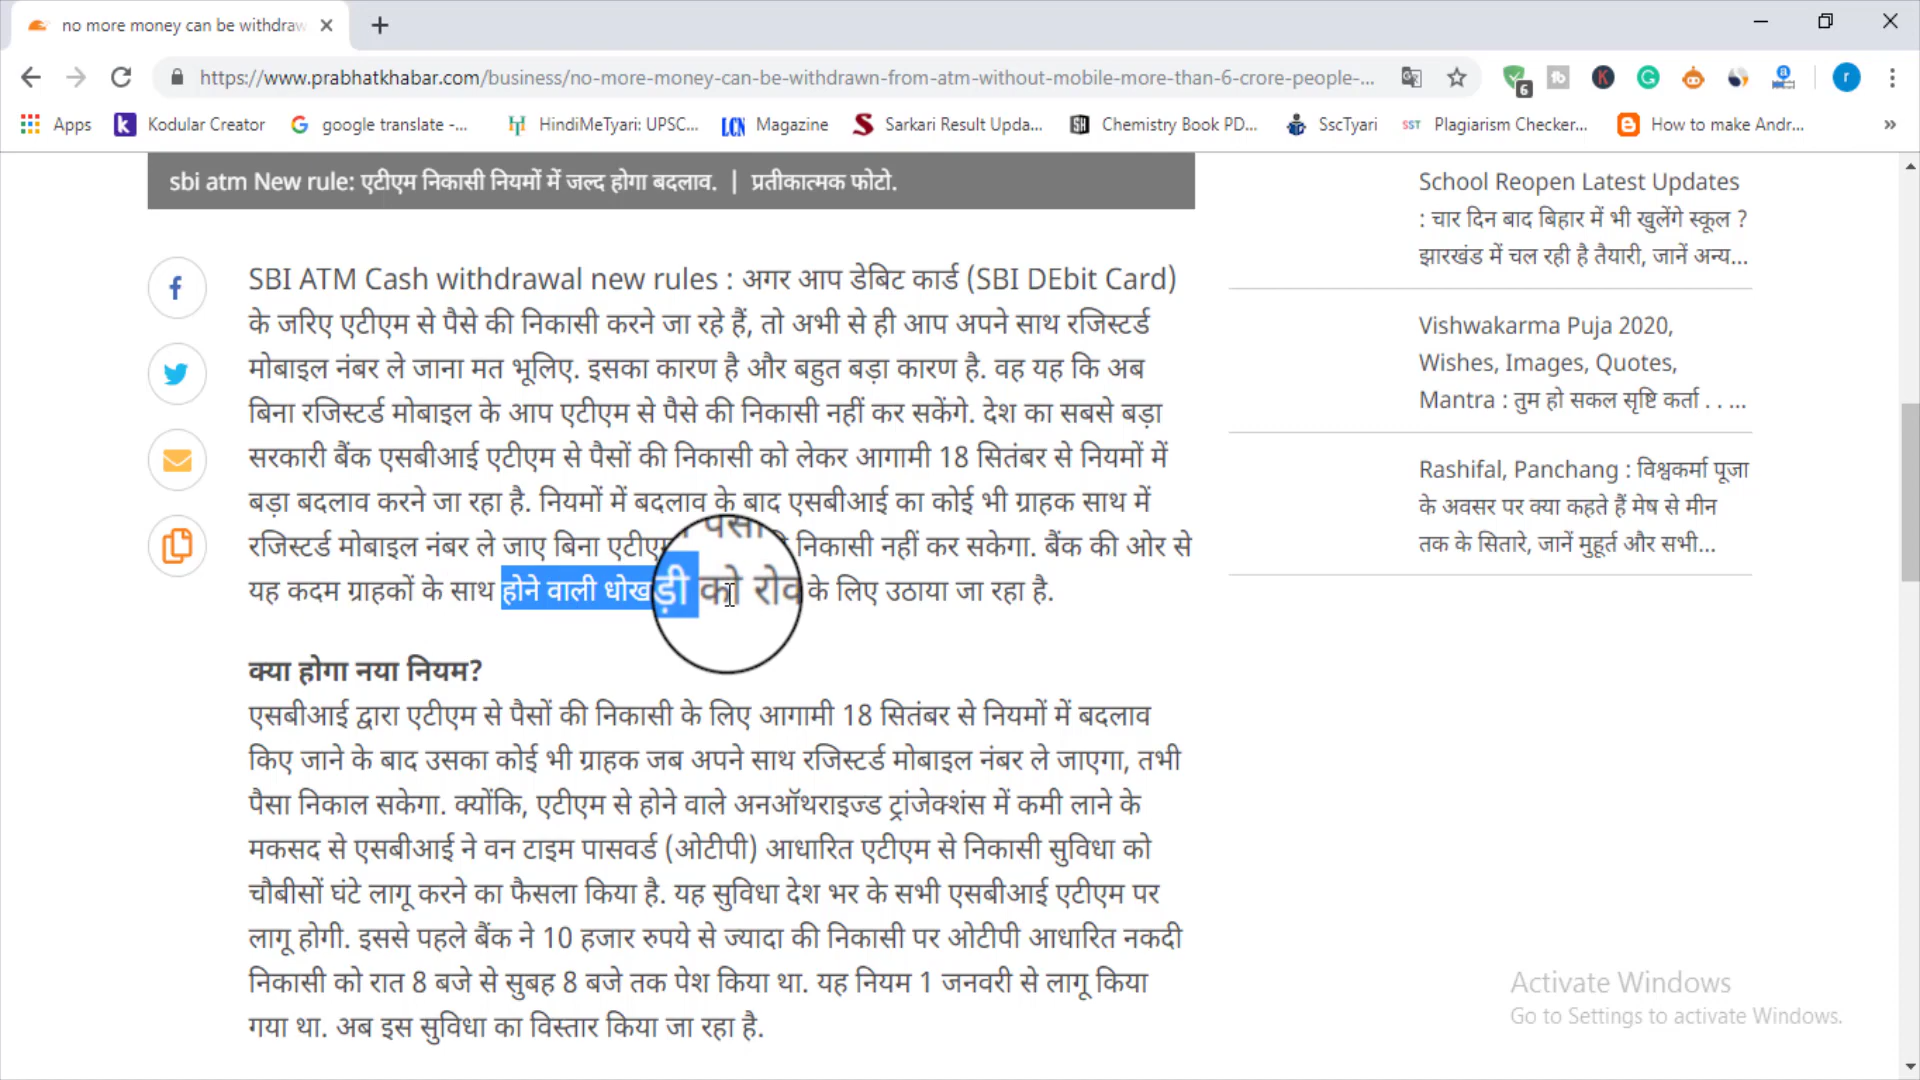 no more money can be withdraw
https://www.prabhatkhabar.com/business/no-more-money-can-be-withdrawn-from-atm-without-mobile-more-than-6-crore-people-...
6
r
Apps
Kodular Creator
google translate -...
HindiMeTyari: UPSC...
LCN Magazine
Sarkari Result Upda...
Chemistry Book PD...
SscTyari
SST Plagiarism Checker...
How to make Andr...
»
sbi atm New rule: एटीएम निकासी नियमों में जल्द होगा बदलाव. | प्रतीकात्मक फोटो.
SBI ATM Cash withdrawal new rules : अगर आप डेबिट कार्ड (SBI DEbit Card)
के जरिए एटीएम से पैसे की निकासी करने जा रहे हैं, तो अभी से ही आप अपने साथ रजिस्टर्ड
मोबाइल नंबर ले जाना मत भूलिए. इसका कारण है और बहुत बड़ा कारण है. वह यह कि अब
बिना रजिस्टर्ड मोबाइल के आप एटीएम से पैसे की निकासी नहीं कर सकेंगे. देश का सबसे बड़ा
सरकारी बैंक एसबीआई एटीएम से पैसों की निकासी को लेकर आगामी 18 सितंबर से नियमों में
बड़ा बदलाव करने जा रहा है. नियमों में बदलाव के बाद एसबीआई का कोई भी ग्राहक साथ में
रजिस्टर्ड मोबाइल नंबर ले जाए बिना निकासी नहीं कर सकेगा. बैंक की ओर से
यह कदम ग्राहकों के साथ होने वाली को के लिए उठाया जा रहा है.
क्या होगा नया नियम?
एसबीआई द्वारा एटीएम से पैसों की निकासी के लिए आगामी 18 सितंबर से नियमों में बदलाव
किए जाने के बाद उसका कोई भी ग्राहक जब अपने साथ रजिस्टर्ड मोबाइल नंबर ले जाएगा, तभी
पैसा निकाल सकेगा. क्योंकि, एटीएम से होने वाले अनऑथराइज्ड ट्रांजेक्शंस में कमी लाने के
मकसद से एसबीआई ने वन टाइम पासवर्ड (ओटीपी) आधारित एटीएम से निकासी सुविधा को
चौबीसों घंटे लागू करने का फैसला किया है. यह सुविधा देश भर के सभी एसबीआई एटीएम पर
लागू होगी. इससे पहले बैंक ने 10 हजार रुपये से ज्यादा की निकासी पर ओटीपी आधारित नकदी
निकासी को रात 8 बजे से सुबह 8 बजे तक पेश किया था. यह नियम 1 जनवरी से लागू किया
गया था. अब इस सुविधा का विस्तार किया जा रहा है.
School Reopen Latest Updates
: चार दिन बाद बिहार में भी खुलेंगे स्कूल ?
झारखंड में चल रही है तैयारी, जानें अन्य...
Vishwakarma Puja 2020,
Wishes, Images, Quotes,
Mantra : तुम हो सकल सृष्टि कर्ता . . ...
Rashifal, Panchang : विश्वकर्मा पूजा
के अवसर पर क्या कहते हैं मेष से मीन
तक के सितारे, जानें मुहूर्त और सभी...
Activate Windows
Go to Settings to activate Windows.